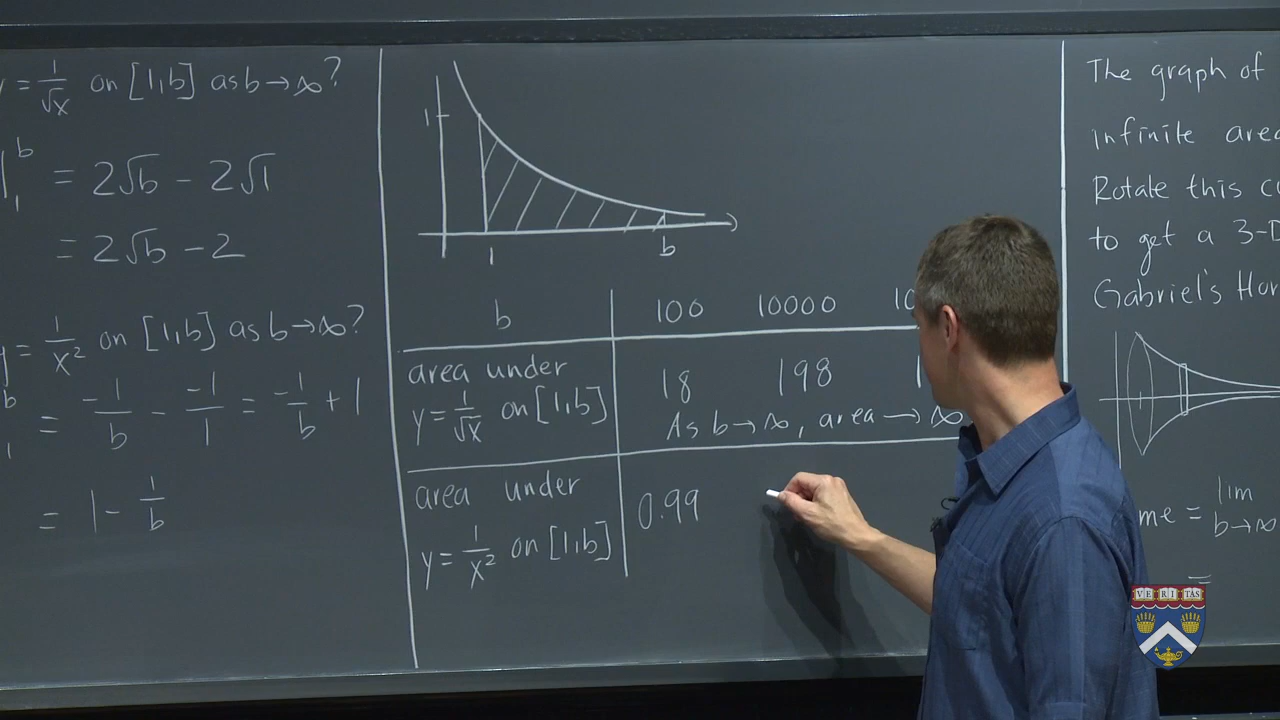 y = 1/√x on [1,b] as b→∞?
|₁ᵇ = 2√b - 2√1
= 2√b - 2
y = 1/x² on [1,b] as b→∞?
= -1/b - -1/1 = -1/b + 1
= 1 - 1/b
1
1 b
b 100 10000 10
area under
y = 1/√x on [1,b] 18 198 1
As b→∞, area→∞
area under
y = 1/x² on [1,b] 0.99
The graph of
infinite area
Rotate this
to get a 3-D
Gabriel's
= lim b→∞
=
VERITAS